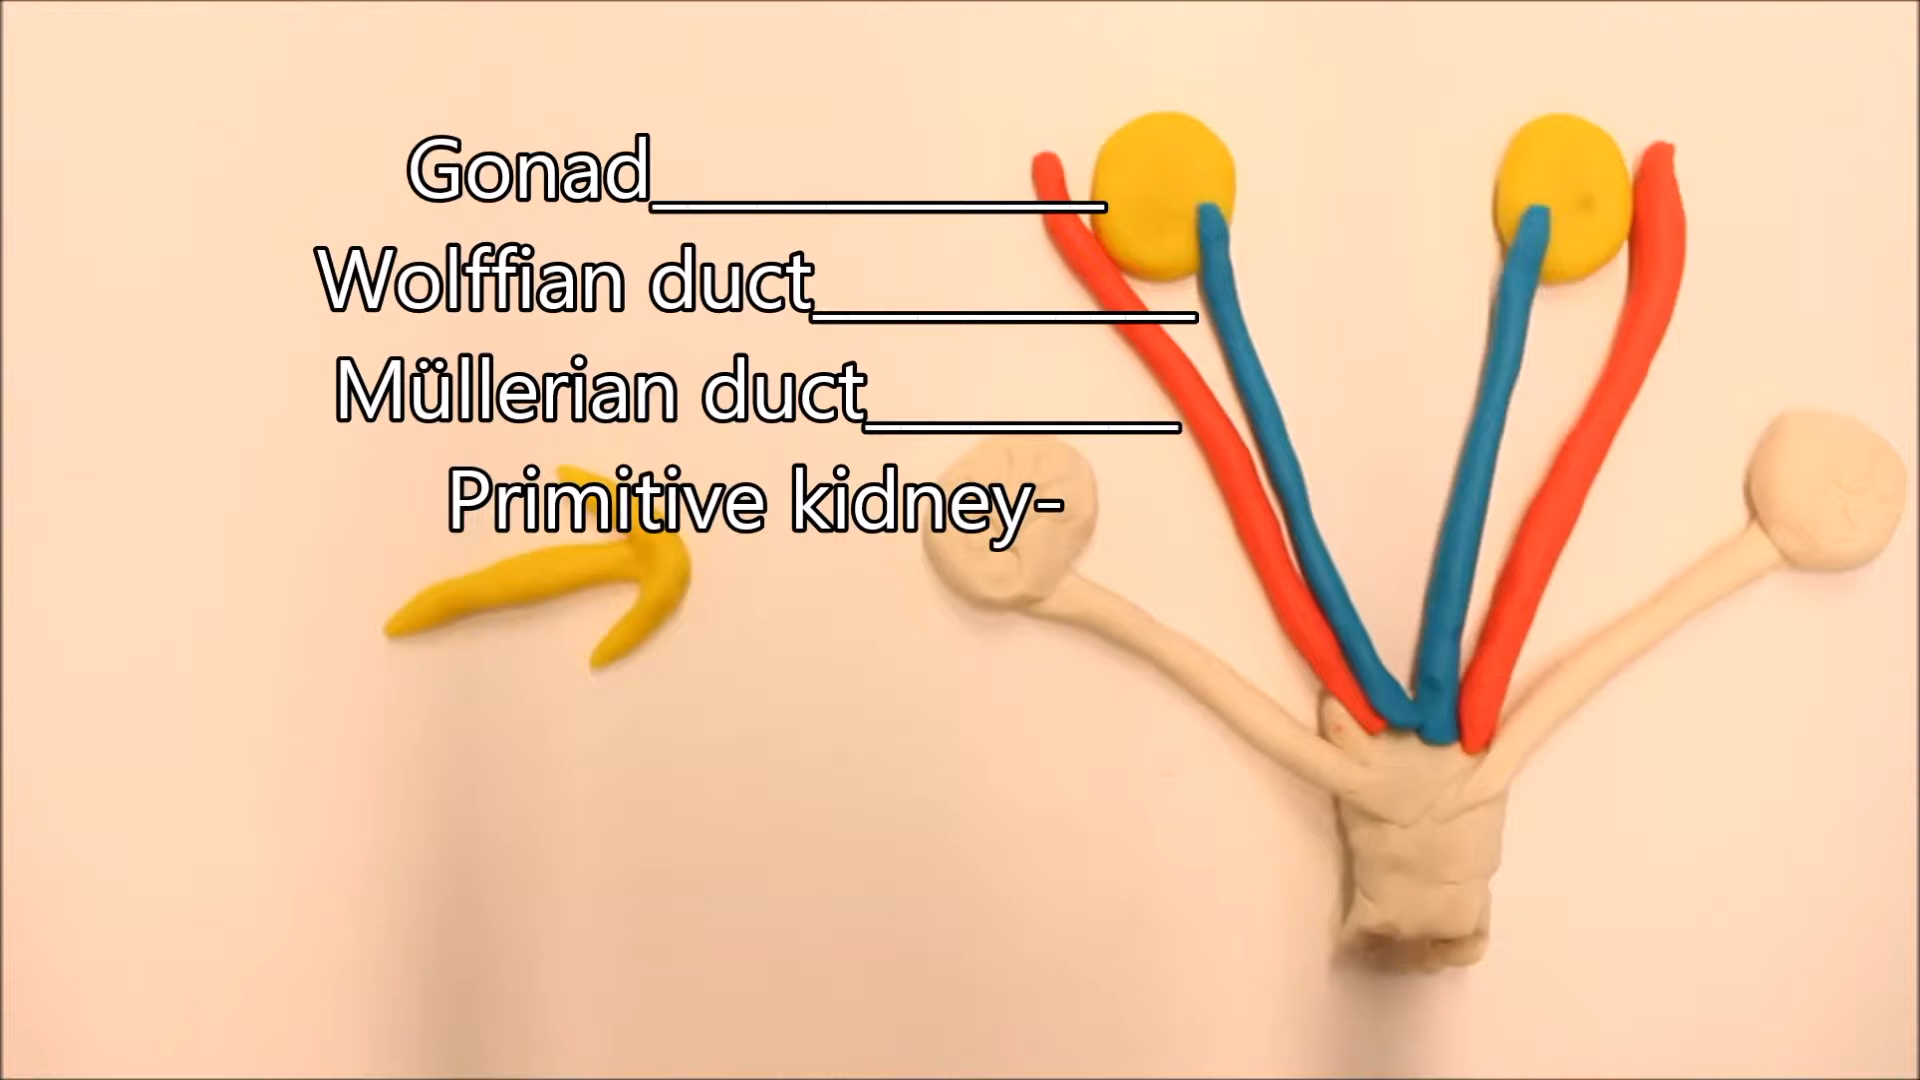 Gonad___________
Wolffian duct_________
Müllerian duct________
Primitive kidney-